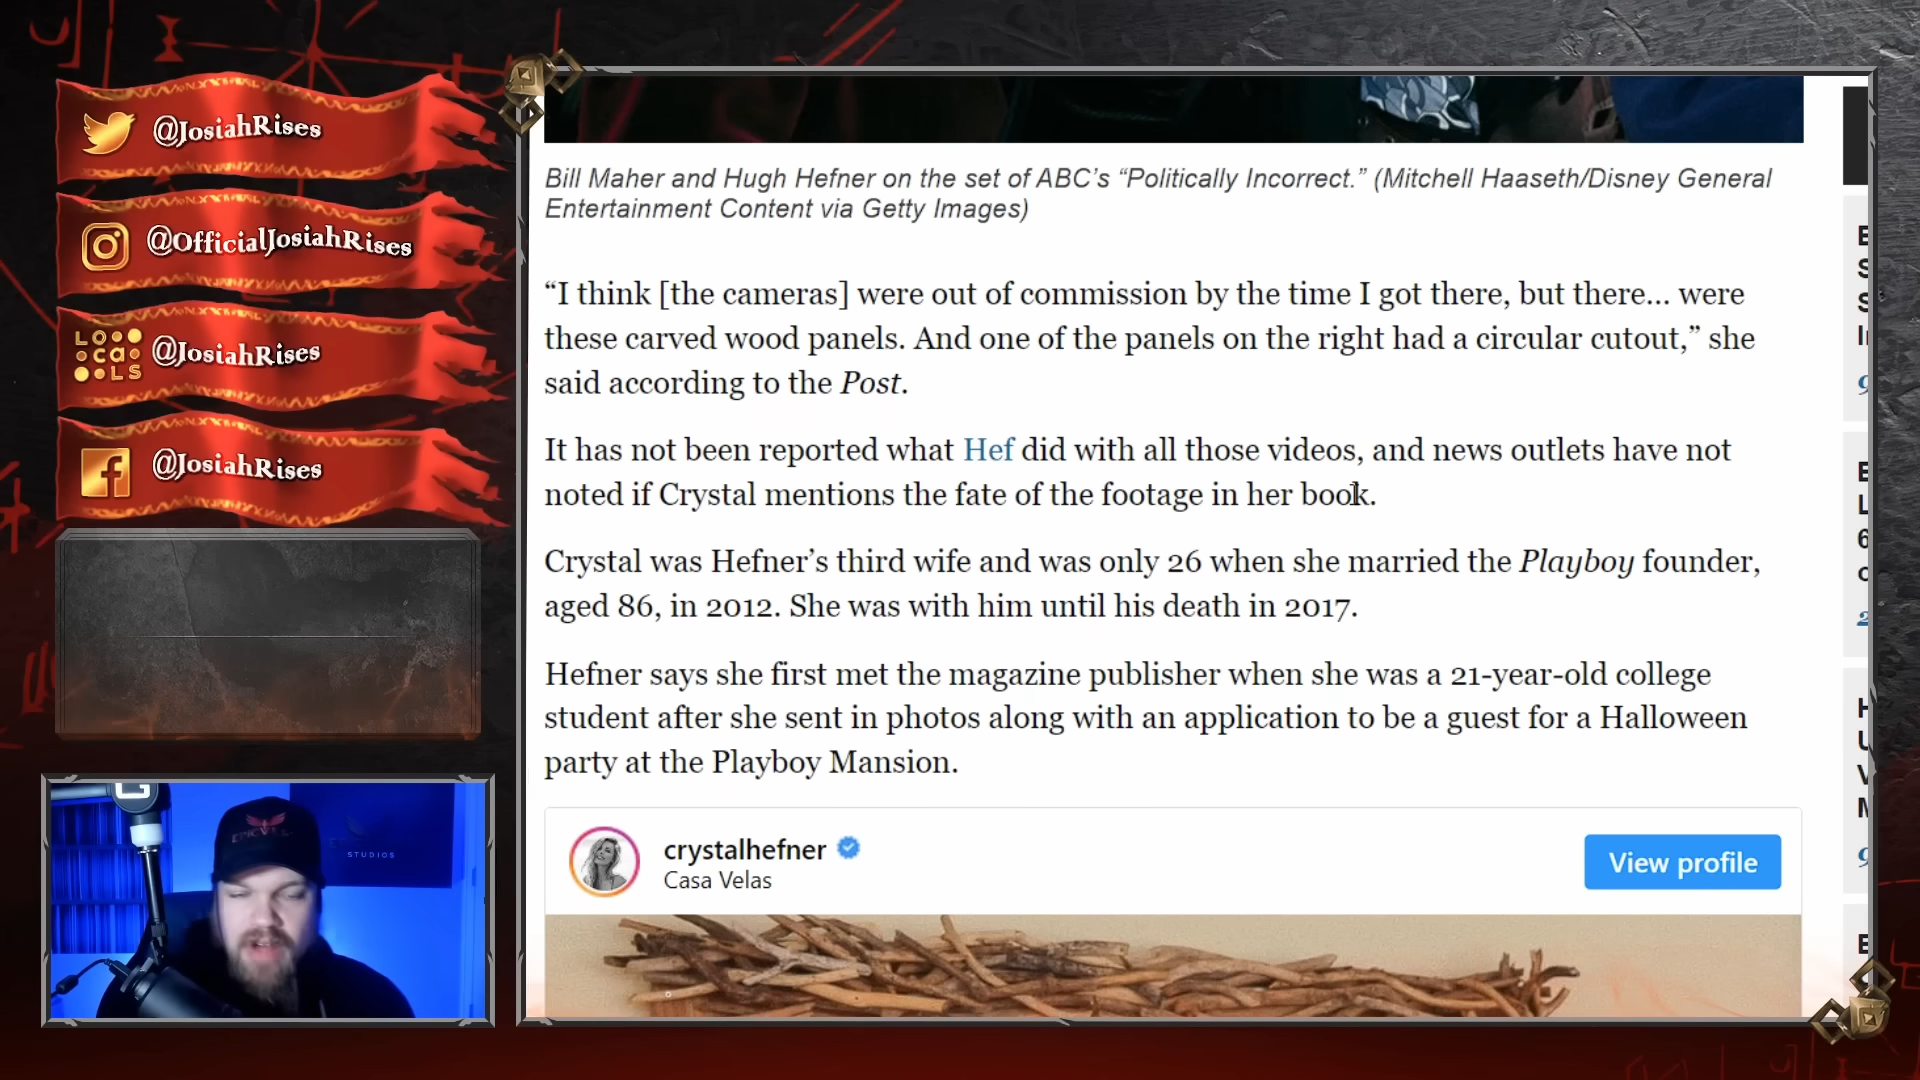 @JosiahRises
@OfficialJosiahRises
LO
ca
LS
@JosiahRises
@JosiahRises
STUDIOS
Bill Maher and Hugh Hefner on the set of ABC’s “Politically Incorrect.” (Mitchell Haaseth/Disney General
Entertainment Content via Getty Images)
“I think [the cameras] were out of commission by the time I got there, but there... were
these carved wood panels. And one of the panels on the right had a circular cutout,” she
said according to the Post.
It has not been reported what Hef did with all those videos, and news outlets have not
noted if Crystal mentions the fate of the footage in her book.
Crystal was Hefner’s third wife and was only 26 when she married the Playboy founder,
aged 86, in 2012. She was with him until his death in 2017.
Hefner says she first met the magazine publisher when she was a 21-year-old college
student after she sent in photos along with an application to be a guest for a Halloween
party at the Playboy Mansion.
crystalhefner
Casa Velas
View profile